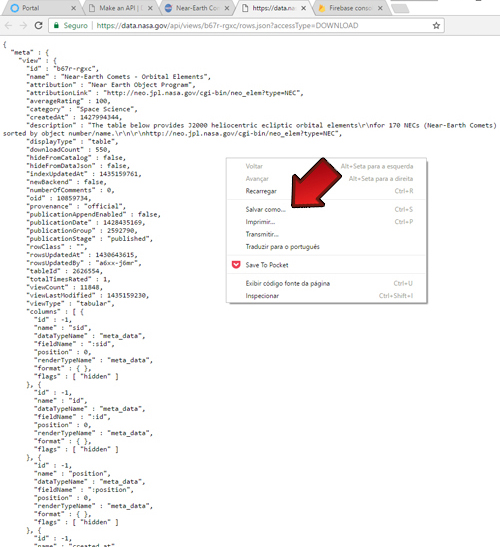 Portal
Make an API | S
Near-Earth Come
https://data.nas
Firebase conso
Seguro
https://data.nasa.gov/api/views/b67r-rgxc/rows.json?accessType=DOWNLOAD
{
"meta" : {
"view" : {
"id" : "b67r-rgxc",
"name" : "Near-Earth Comets - Orbital Elements",
"attribution" : "Near Earth Object Program",
"attributionLink" : "http://neo.jpl.nasa.gov/cgi-bin/neo_elem?type=NEC",
"averageRating" : 100,
"category" : "Space Science",
"createdAt" : 1427994344,
"description" : "The table below provides J2000 heliocentric ecliptic orbital elements\r\nfor 170 NECs (Near-Earth Comets)
sorted by object number/name.\r\n\r\nhttp://neo.jpl.nasa.gov/cgi-bin/neo_elem?type=NEC",
"displayType" : "table",
"downloadCount" : 550,
"hideFromCatalog" : false,
"hideFromDataJson" : false,
"indexUpdatedAt" : 1435159761,
"newBackend" : false,
"numberOfComments" : 0,
"oid" : 10859734,
"provenance" : "official",
"publicationAppendEnabled" : false,
"publicationDate" : 1428435169,
"publicationGroup" : 2592790,
"publicationStage" : "published",
"rowClass" : "",
"rowsUpdatedAt" : 1430643615,
"rowsUpdatedBy" : "a6xx-j6mr",
"tableId" : 2626554,
"totalTimesRated" : 1,
"viewCount" : 11848,
"viewLastModified" : 1435159230,
"viewType" : "tabular",
"columns" : [ {
"id" : -1,
"name" : "sid",
"dataTypeName" : "meta_data",
"fieldName" : ":sid",
"position" : 0,
"renderTypeName" : "meta_data",
"format" : { },
"flags" : [ "hidden" ]
}, {
"id" : -1,
"name" : "id",
"dataTypeName" : "meta_data",
"fieldName" : ":id",
"position" : 0,
"renderTypeName" : "meta_data",
"format" : { },
"flags" : [ "hidden" ]
}, {
"id" : -1,
"name" : "position",
"dataTypeName" : "meta_data",
"fieldName" : ":position",
"position" : 0,
"renderTypeName" : "meta_data",
"format" : { },
"flags" : [ "hidden" ]
}, {
"id" : -1,
"name" : "created_at"
Voltar Alt+Seta para a esquerda
Avançar Alt+Seta para a direita
Recarregar Ctrl+R
Salvar como... Ctrl+S
Imprimir... Ctrl+P
Transmitir...
Traduzir para o português
Save To Pocket
Exibir código fonte da página Ctrl+U
Inspecionar Ctrl+Shift+I